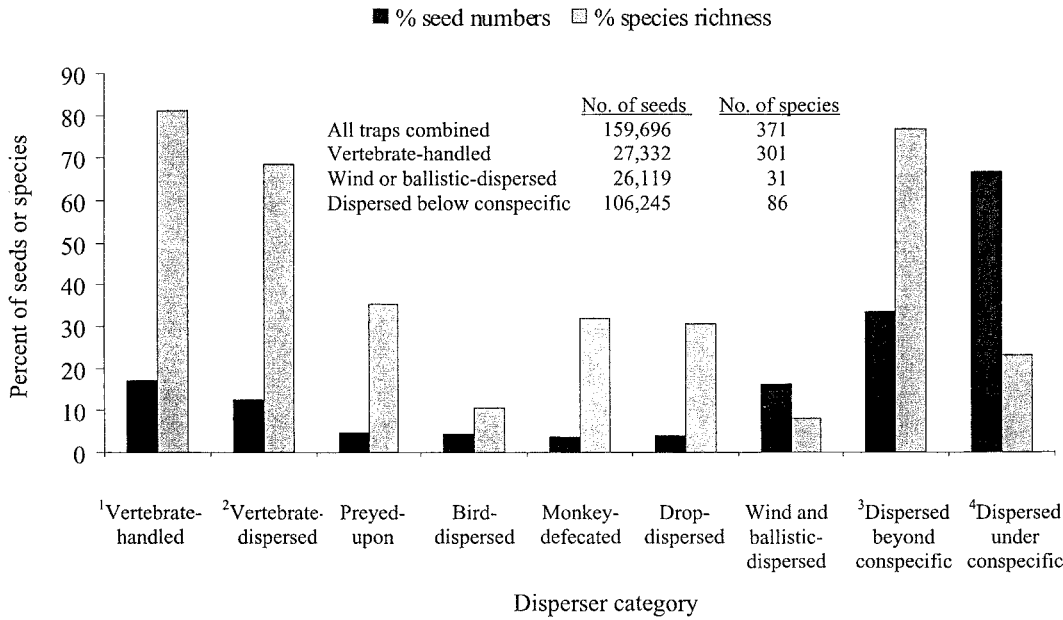 % seed numbers % species richness
90
80
70
60
50
40
30
20
10
0
Percent of seeds or species
No. of seeds No. of species
All traps combined 159,696 371
Vertebrate-handled 27,332 301
Wind or ballistic-dispersed 26,119 31
Dispersed below conspecific 106,245 86
¹Vertebrate-handled
²Vertebrate-dispersed
Preyed-upon
Bird-dispersed
Monkey-defecated
Drop-dispersed
Wind and ballistic-dispersed
³Dispersed beyond conspecific
⁴Dispersed under conspecific
Disperser category